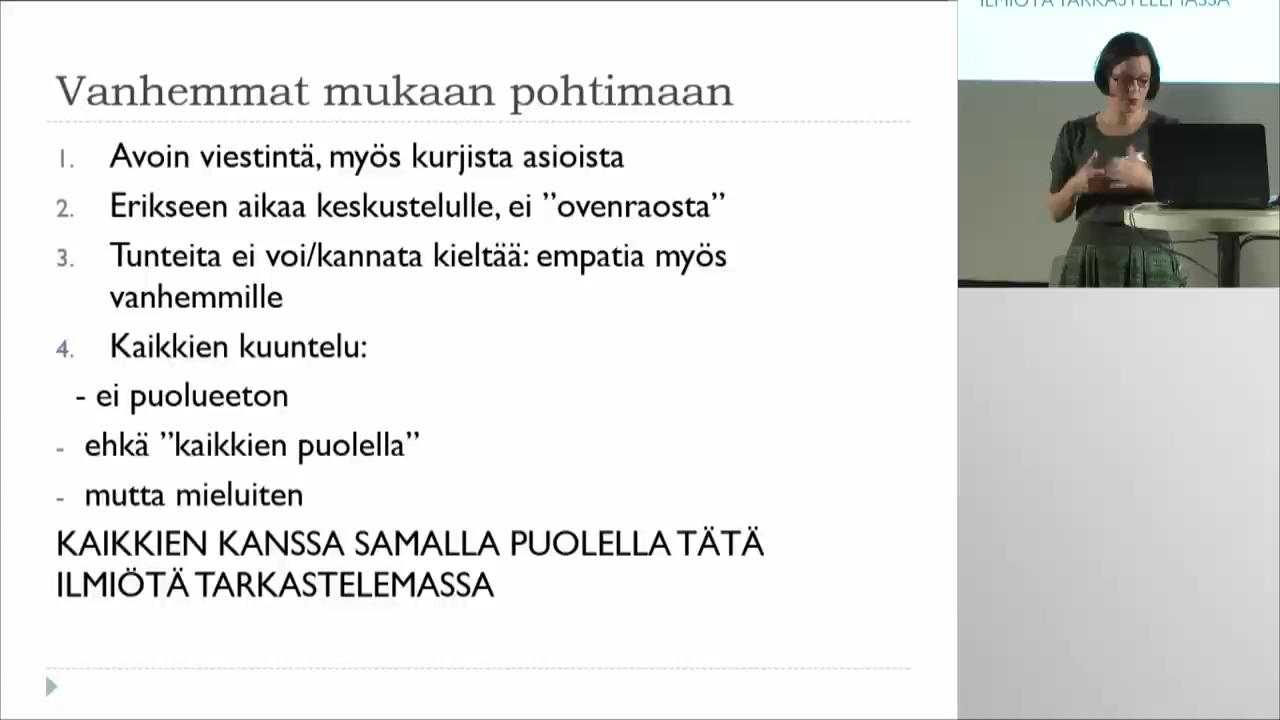 Vanhemmat mukaan pohtimaan
1. Avoin viestintä, myös kurjista asioista
2. Erikseen aikaa keskustelulle, ei ”ovenraosta”
3. Tunteita ei voi/kannata kieltää: empatia myös
vanhemmille
4. Kaikkien kuuntelu:
- ei puolueeton
- ehkä ”kaikkien puolella”
- mutta mieluiten
KAIKKIEN KANSSA SAMALLA PUOLELLA TÄTÄ
ILMIÖTÄ TARKASTELEMASSA
ILMIÖTÄ TARKASTELEMASSA